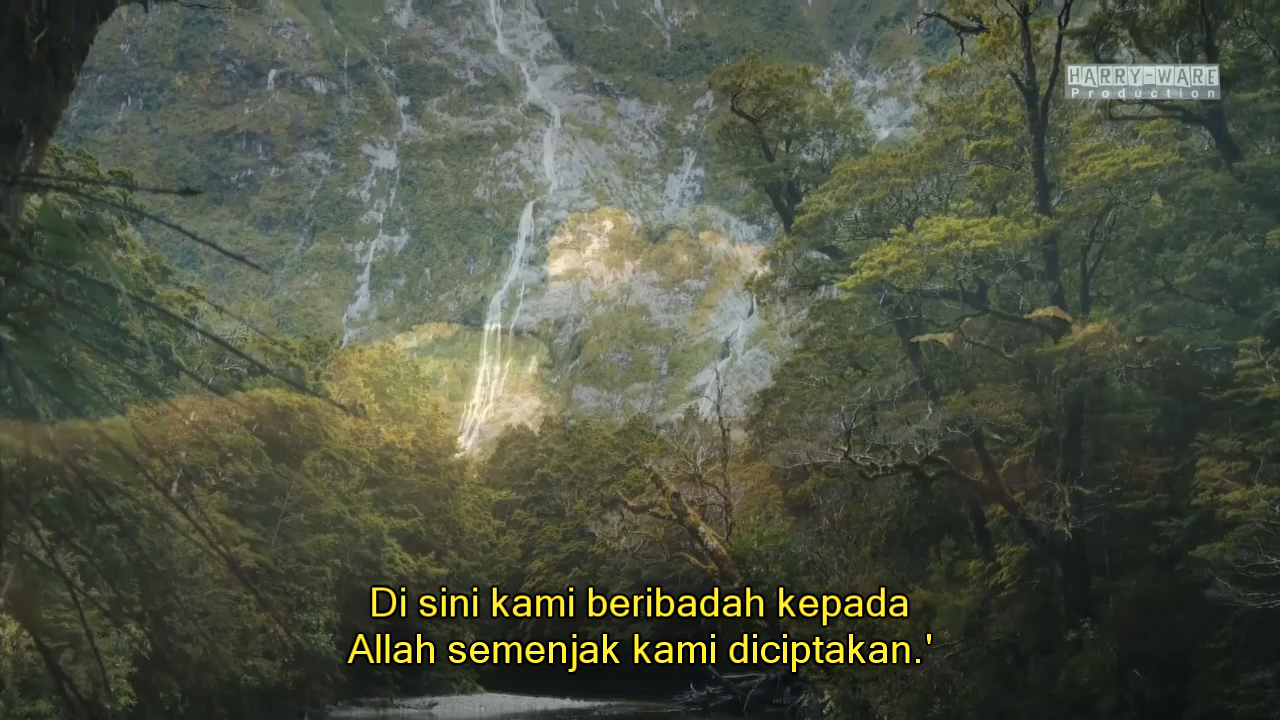 HARRY-WARE
Production
Di sini kami beribadah kepada
Allah semenjak kami diciptakan.'